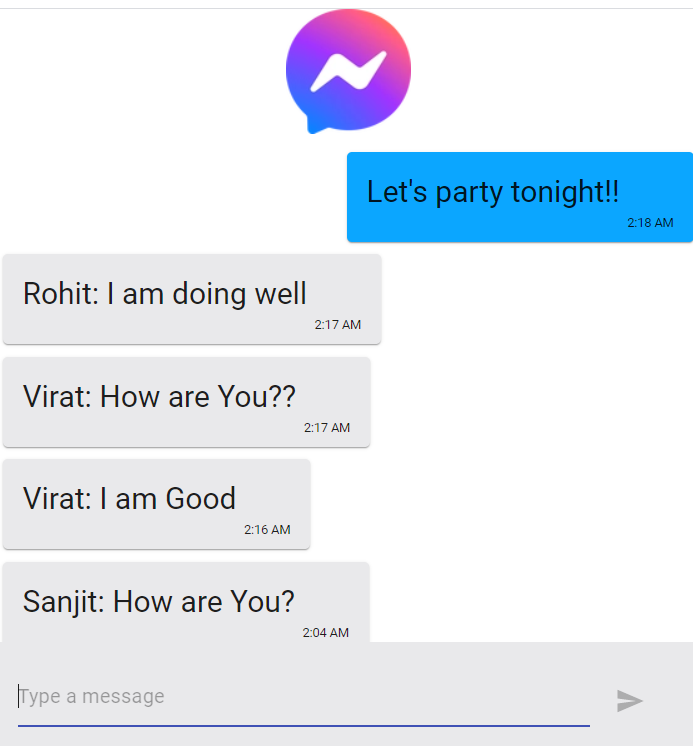 Let's party tonight!!
2:18 AM
Rohit: I am doing well
2:17 AM
Virat: How are You??
2:17 AM
Virat: I am Good
2:16 AM
Sanjit: How are You?
2:04 AM
Type a message